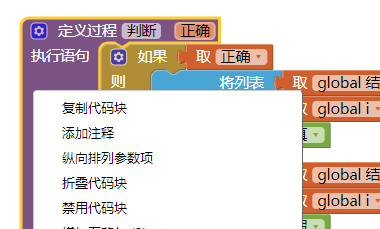 定义过程 判断 正确
执行语句 如果 取 正确
则 将列表 取 global 结
复制代码块 取 global i
添加注释
纵向排列参数项
折叠代码块 取 global 结
禁用代码块 取 global i